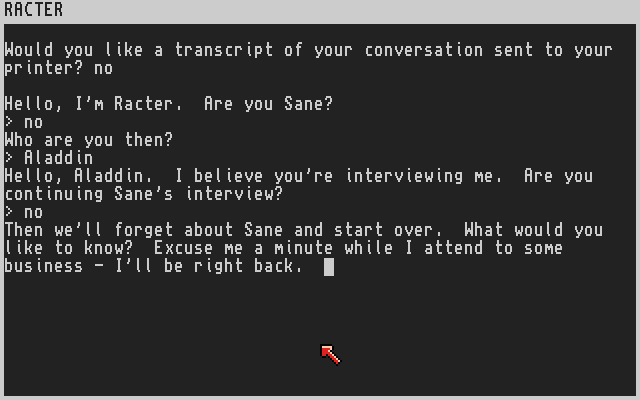 RACTER
Would you like a transcript of your conversation sent to your
printer? no
Hello, I'm Racter.  Are you Sane?
> no
Who are you then?
> Aladdin
Hello, Aladdin.  I believe you're interviewing me.  Are you
continuing Sane's interview?
> no
Then we'll forget about Sane and start over.  What would you
like to know?  Excuse me a minute while I attend to some
business - I'll be right back.